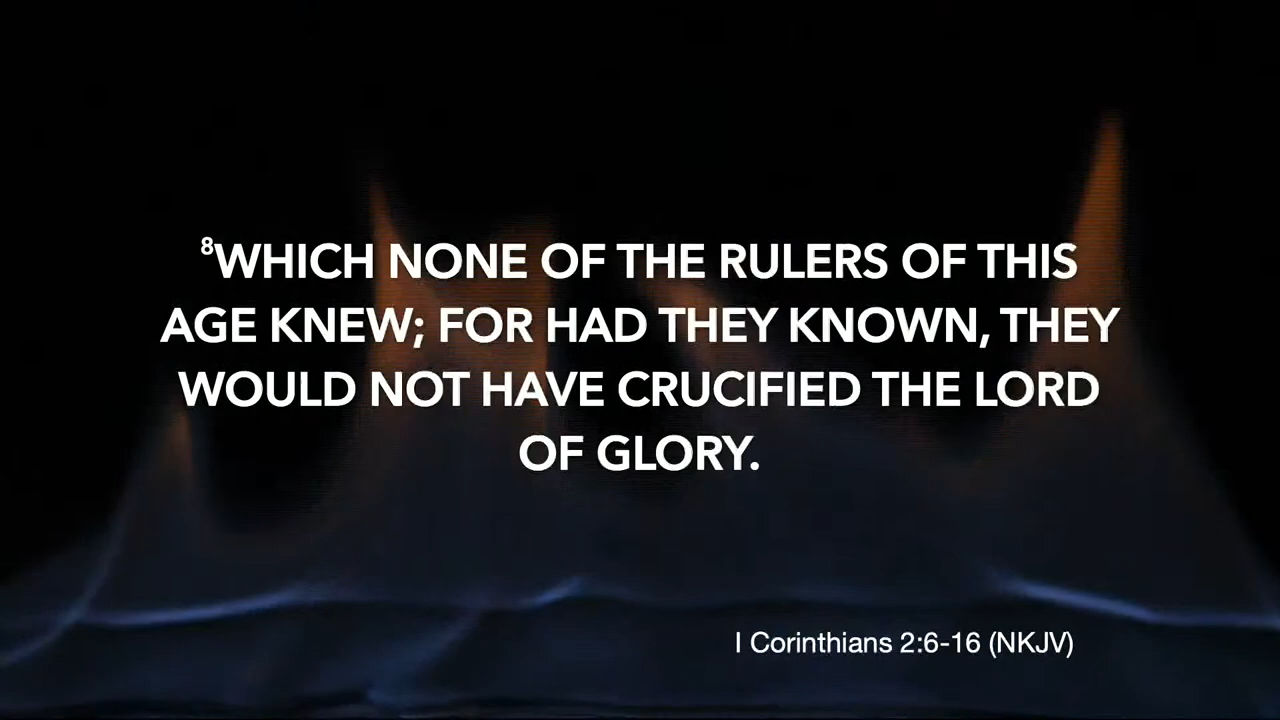 ⁸WHICH NONE OF THE RULERS OF THIS
AGE KNEW; FOR HAD THEY KNOWN, THEY
WOULD NOT HAVE CRUCIFIED THE LORD
OF GLORY.
I Corinthians 2:6-16 (NKJV)